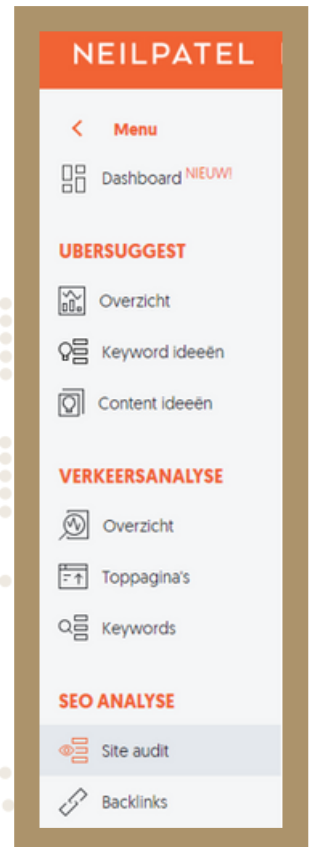 NEILPATEL
Menu
Dashboard NIEUW!
UBERSUGGEST
Overzicht
Keyword ideeën
Content ideeën
VERKEERSANALYSE
Overzicht
Toppagina's
Keywords
SEO ANALYSE
Site audit
Backlinks